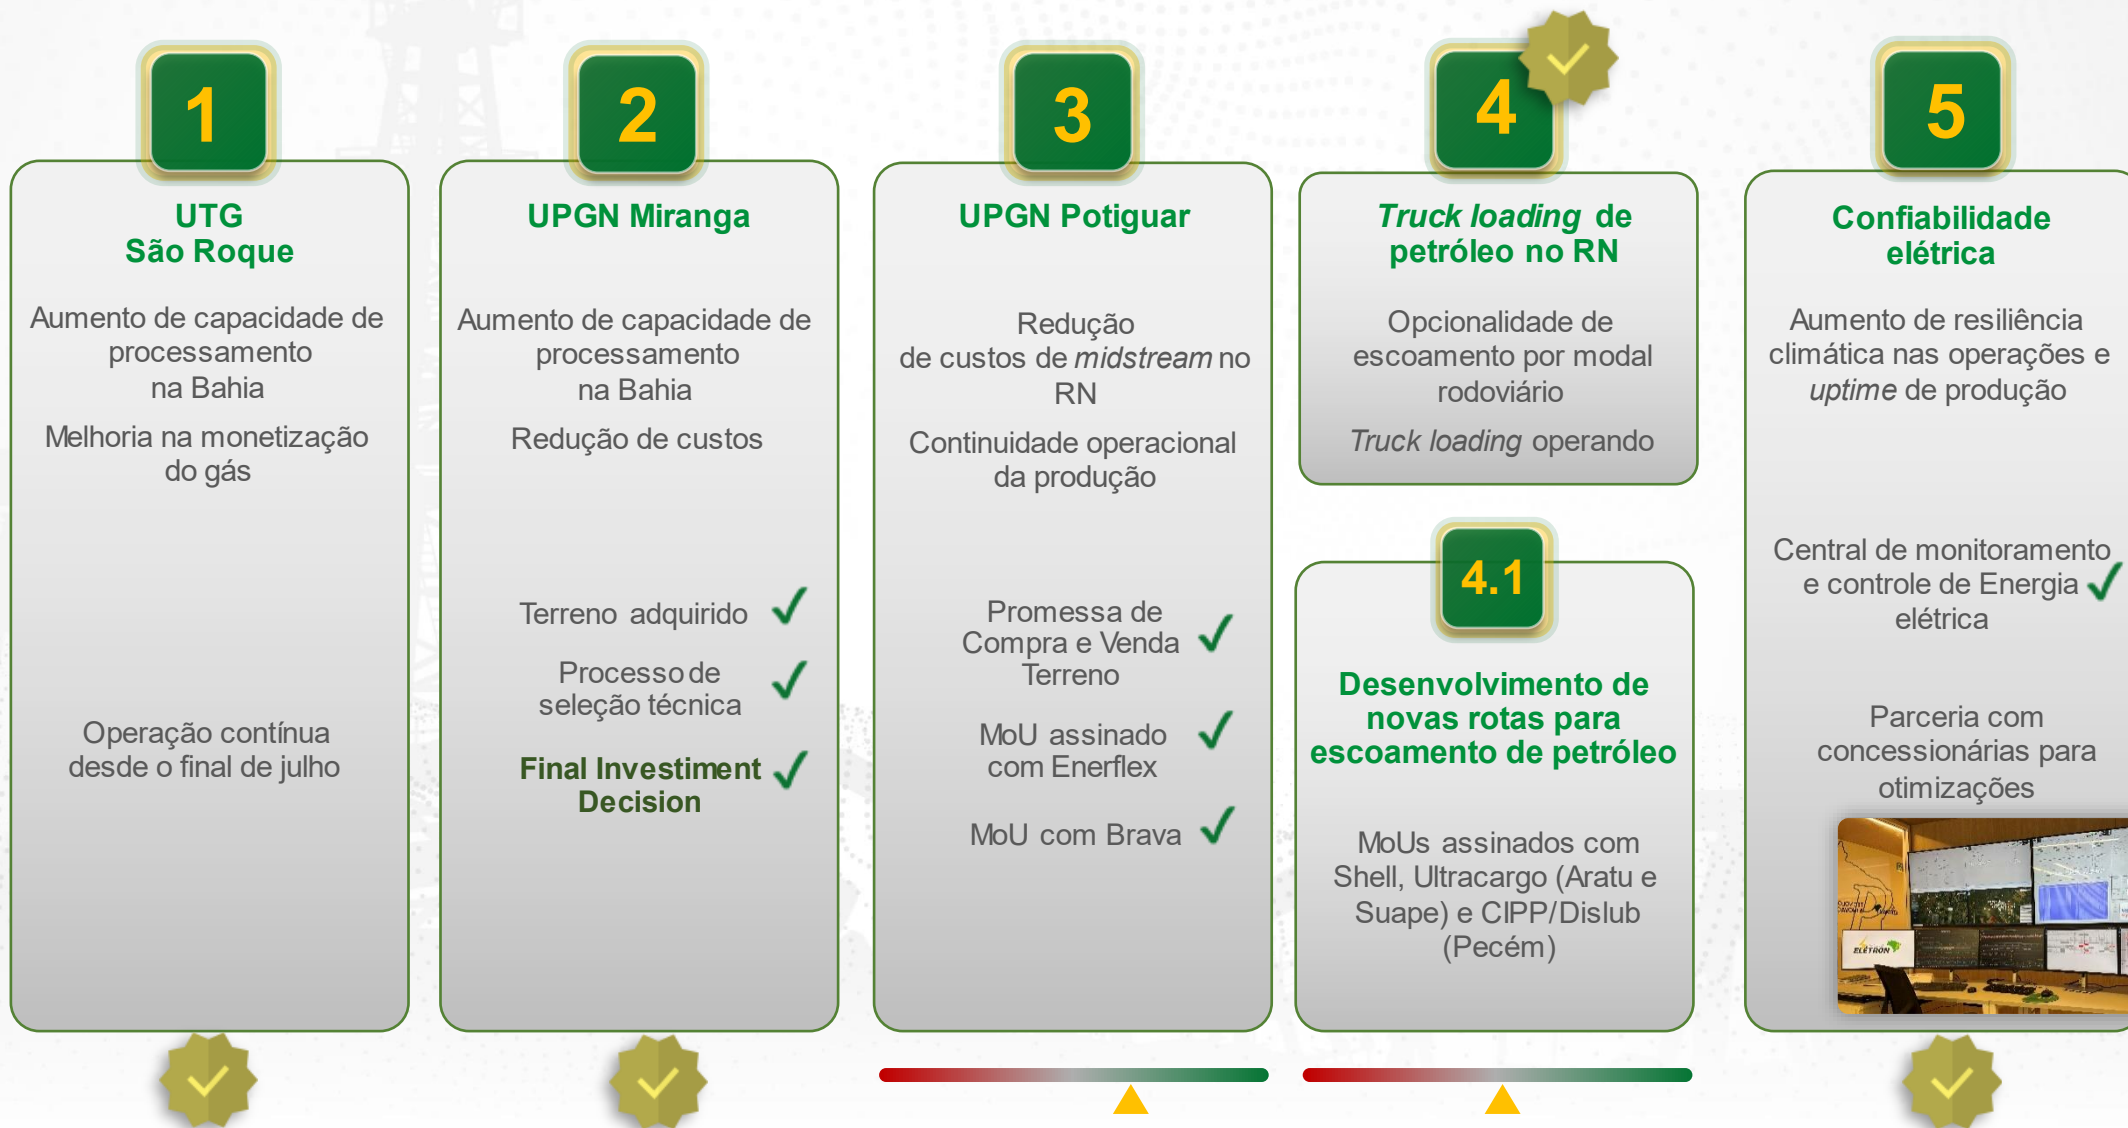 1
UTG
São Roque
Aumento de capacidade de
processamento
na Bahia
Melhoria na monetização
do gás
Operação contínua
desde o final de julho
2
UPGN Miranga
Aumento de capacidade de
processamento
na Bahia
Redução de custos
Terreno adquirido
Processo de
seleção técnica
Final Investiment
Decision
3
UPGN Potiguar
Redução
de custos de midstream no
RN
Continuidade operacional
da produção
Promessa de
Compra e Venda
Terreno
MoU assinado
com Enerflex
MoU com Brava
4
Truck loading de
petróleo no RN
Opcionalidade de
escoamento por modal
rodoviário
Truck loading operando
4.1
Desenvolvimento de
novas rotas para
escoamento de petróleo
MoUs assinados com
Shell, Ultracargo (Aratu e
Suape) e CIPP/Dislub
(Pecém)
5
Confiabilidade
elétrica
Aumento de resiliência
climática nas operações e
uptime de produção
Central de monitoramento
e controle de Energia
elétrica
Parceria com
concessionárias para
otimizações
ELÉTRON